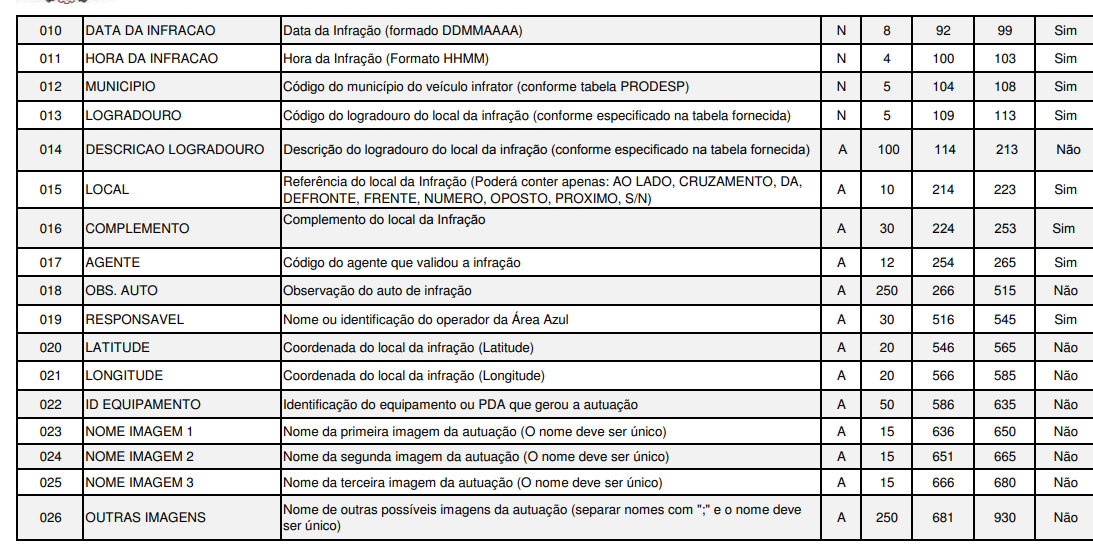 010 DATA DA INFRACAO Data da Infração (formado DDMMAAAA) N 8 92 99 Sim
011 HORA DA INFRACAO Hora da Infração (Formato HHMM) N 4 100 103 Sim
012 MUNICIPIO Código do município do veículo infrator (conforme tabela PRODESP) N 5 104 108 Sim
013 LOGRADOURO Código do logradouro do local da infração (conforme especificado na tabela fornecida) N 5 109 113 Sim
014 DESCRICAO LOGRADOURO Descrição do logradouro do local da infração (conforme especificado na tabela fornecida) A 100 114 213 Não
015 LOCAL Referência do local da Infração (Poderá conter apenas: AO LADO, CRUZAMENTO, DA,
DEFRONTE, FRENTE, NUMERO, OPOSTO, PROXIMO, S/N) A 10 214 223 Sim
016 COMPLEMENTO Complemento do local da Infração A 30 224 253 Sim
017 AGENTE Código do agente que validou a infração A 12 254 265 Sim
018 OBS. AUTO Observação do auto de infração A 250 266 515 Não
019 RESPONSAVEL Nome ou identificação do operador da Área Azul A 30 516 545 Sim
020 LATITUDE Coordenada do local da infração (Latitude) A 20 546 565 Não
021 LONGITUDE Coordenada do local da infração (Longitude) A 20 566 585 Não
022 ID EQUIPAMENTO Identificação do equipamento ou PDA que gerou a autuação A 50 586 635 Não
023 NOME IMAGEM 1 Nome da primeira imagem da autuação (O nome deve ser único) A 15 636 650 Não
024 NOME IMAGEM 2 Nome da segunda imagem da autuação (O nome deve ser único) A 15 651 665 Não
025 NOME IMAGEM 3 Nome da terceira imagem da autuação (O nome deve ser único) A 15 666 680 Não
026 OUTRAS IMAGENS Nome de outras possíveis imagens da autuação (separar nomes com ";" e o nome deve
ser único) A 250 681 930 Não